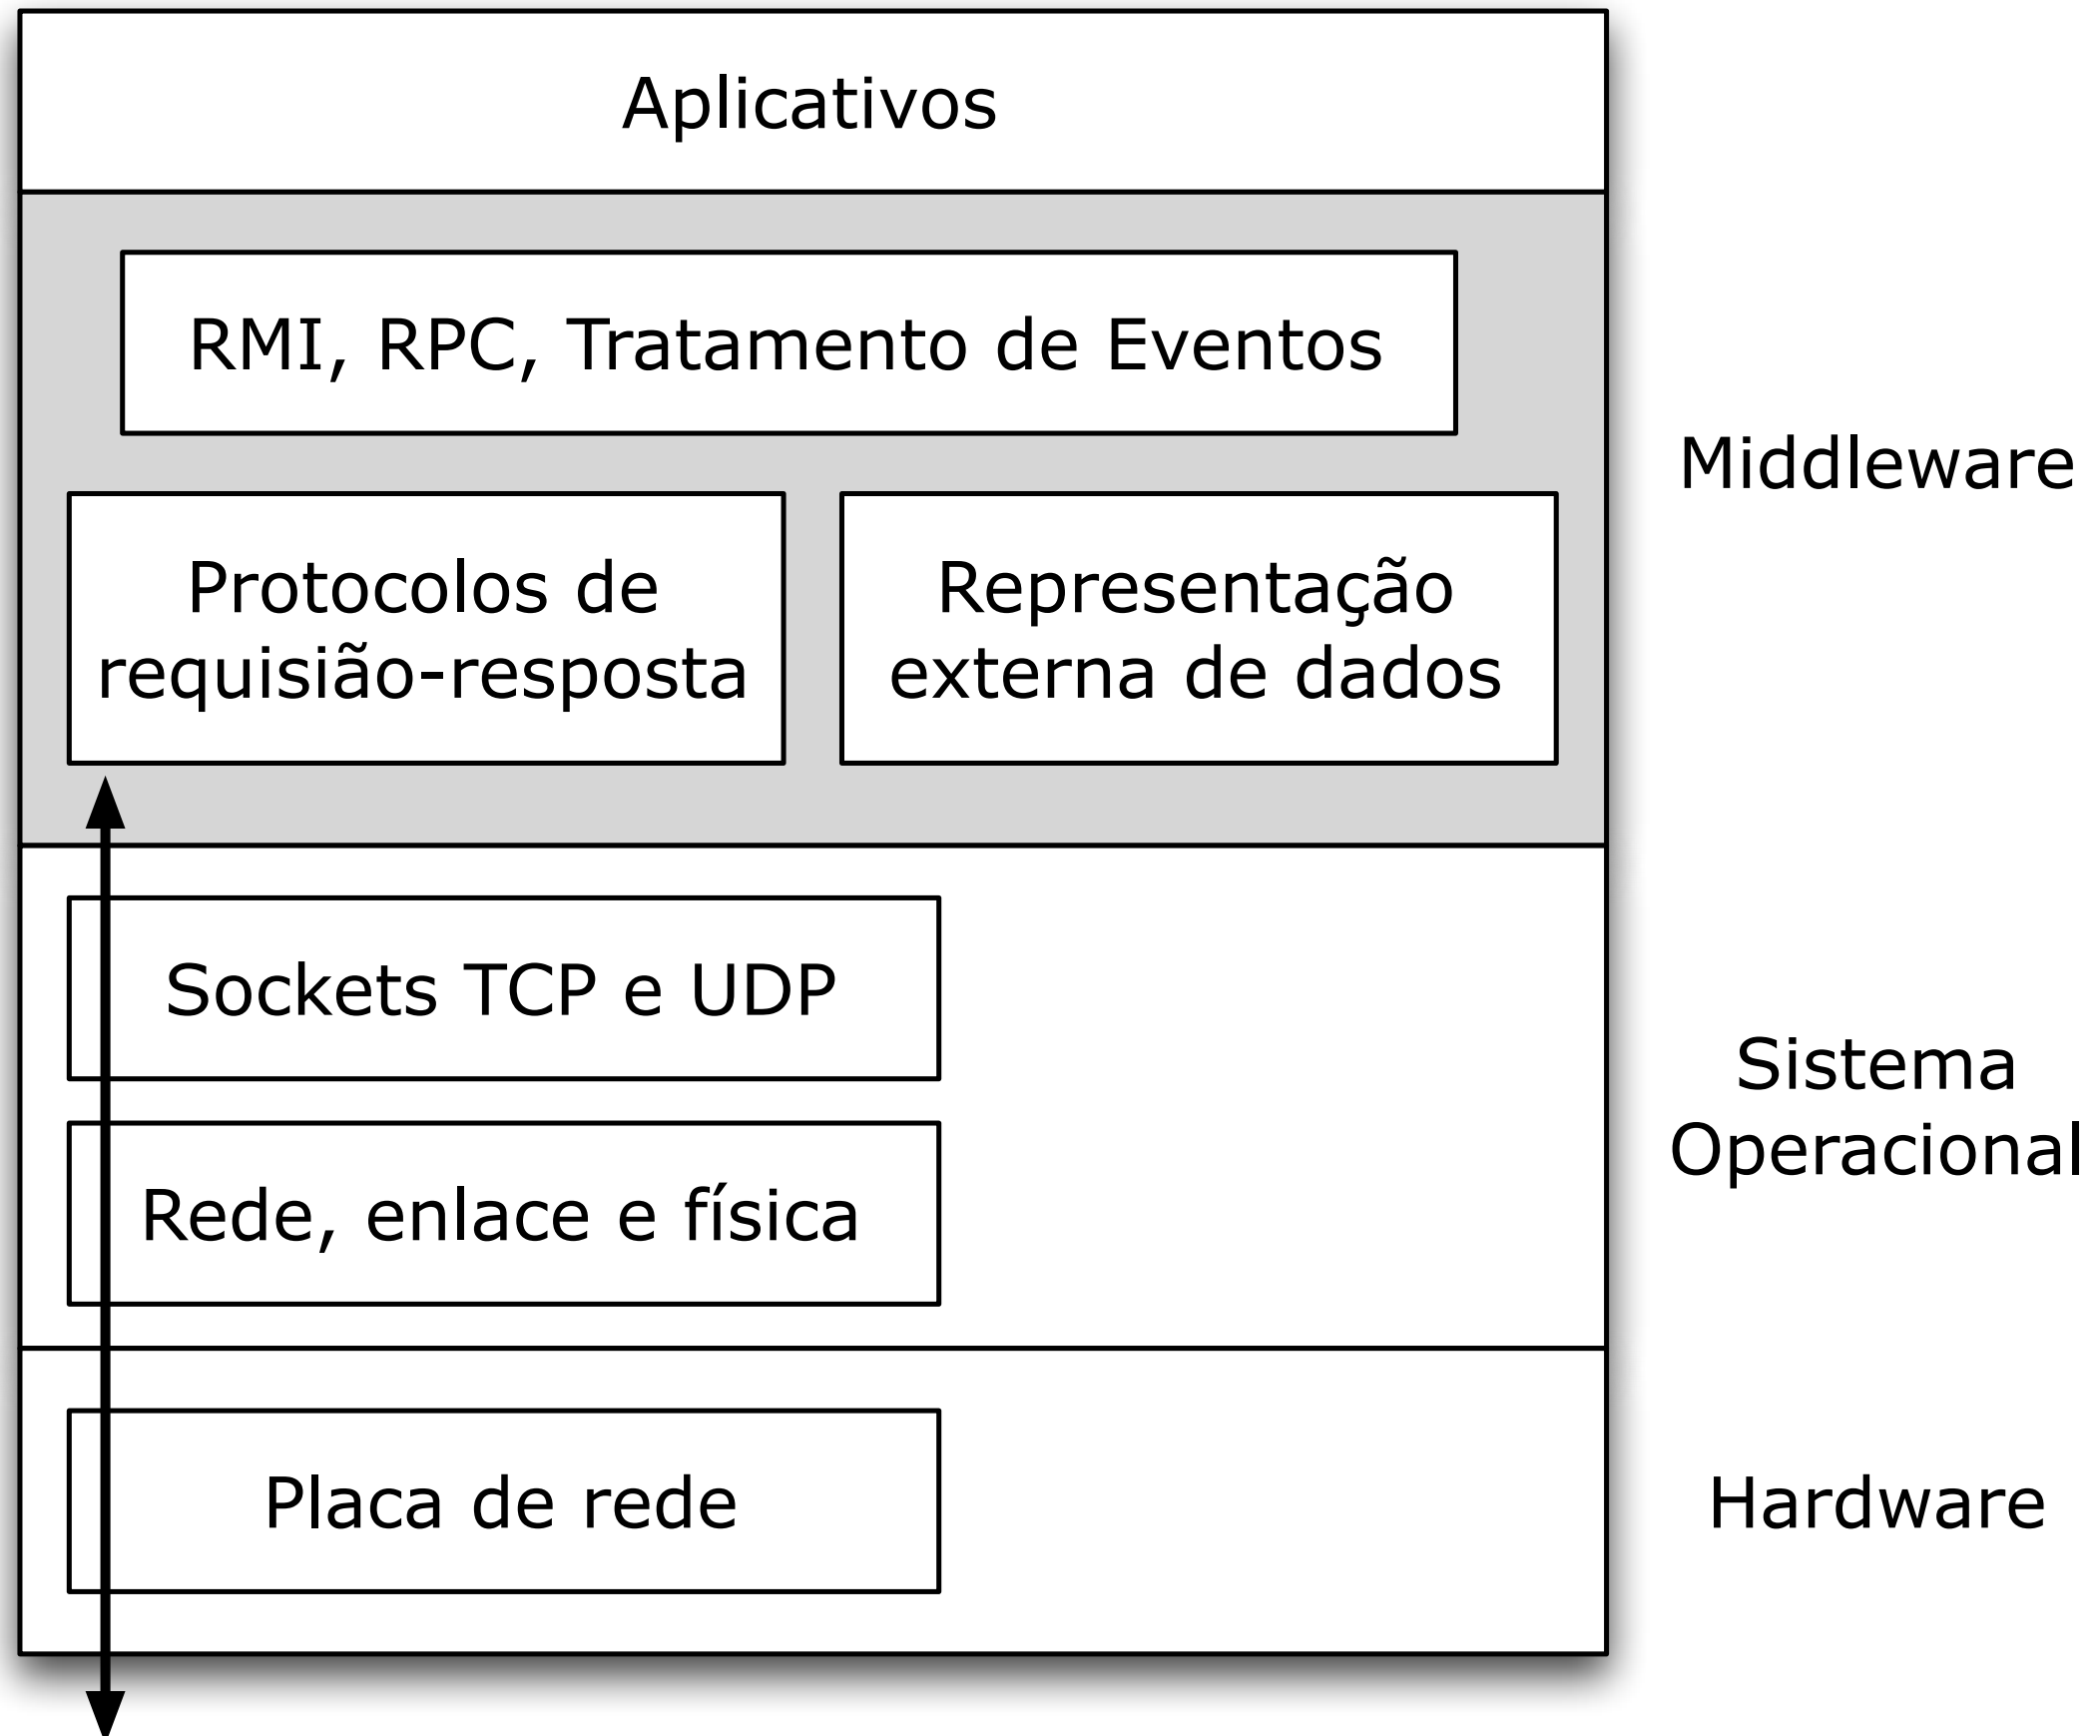 Aplicativos
RMI, RPC, Tratamento de Eventos
Middleware
Protocolos de
requisião-resposta
Representação
externa de dados
Sockets TCP e UDP
Sistema
Operacional
Rede, enlace e física
Placa de rede
Hardware